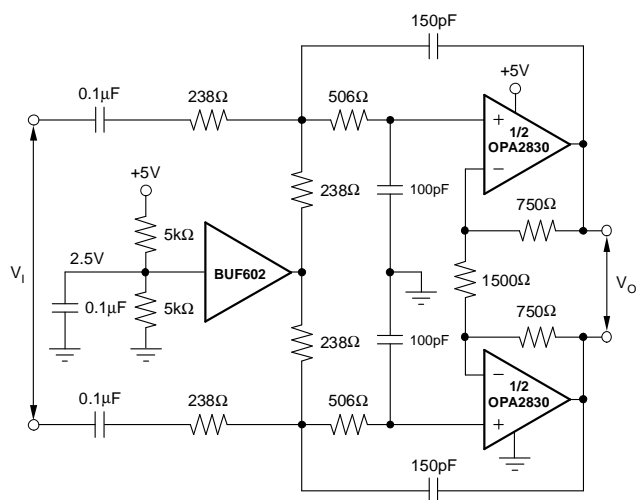 150pF
0.1µF
238Ω
506Ω
+5V
+
1/2
OPA2830
−
238Ω
100pF
+5V
5kΩ
750Ω
2.5V
BUF602
V_I
0.1µF
5kΩ
1500Ω
V_O
750Ω
238Ω
100pF
0.1µF
238Ω
506Ω
−
1/2
OPA2830
+
150pF